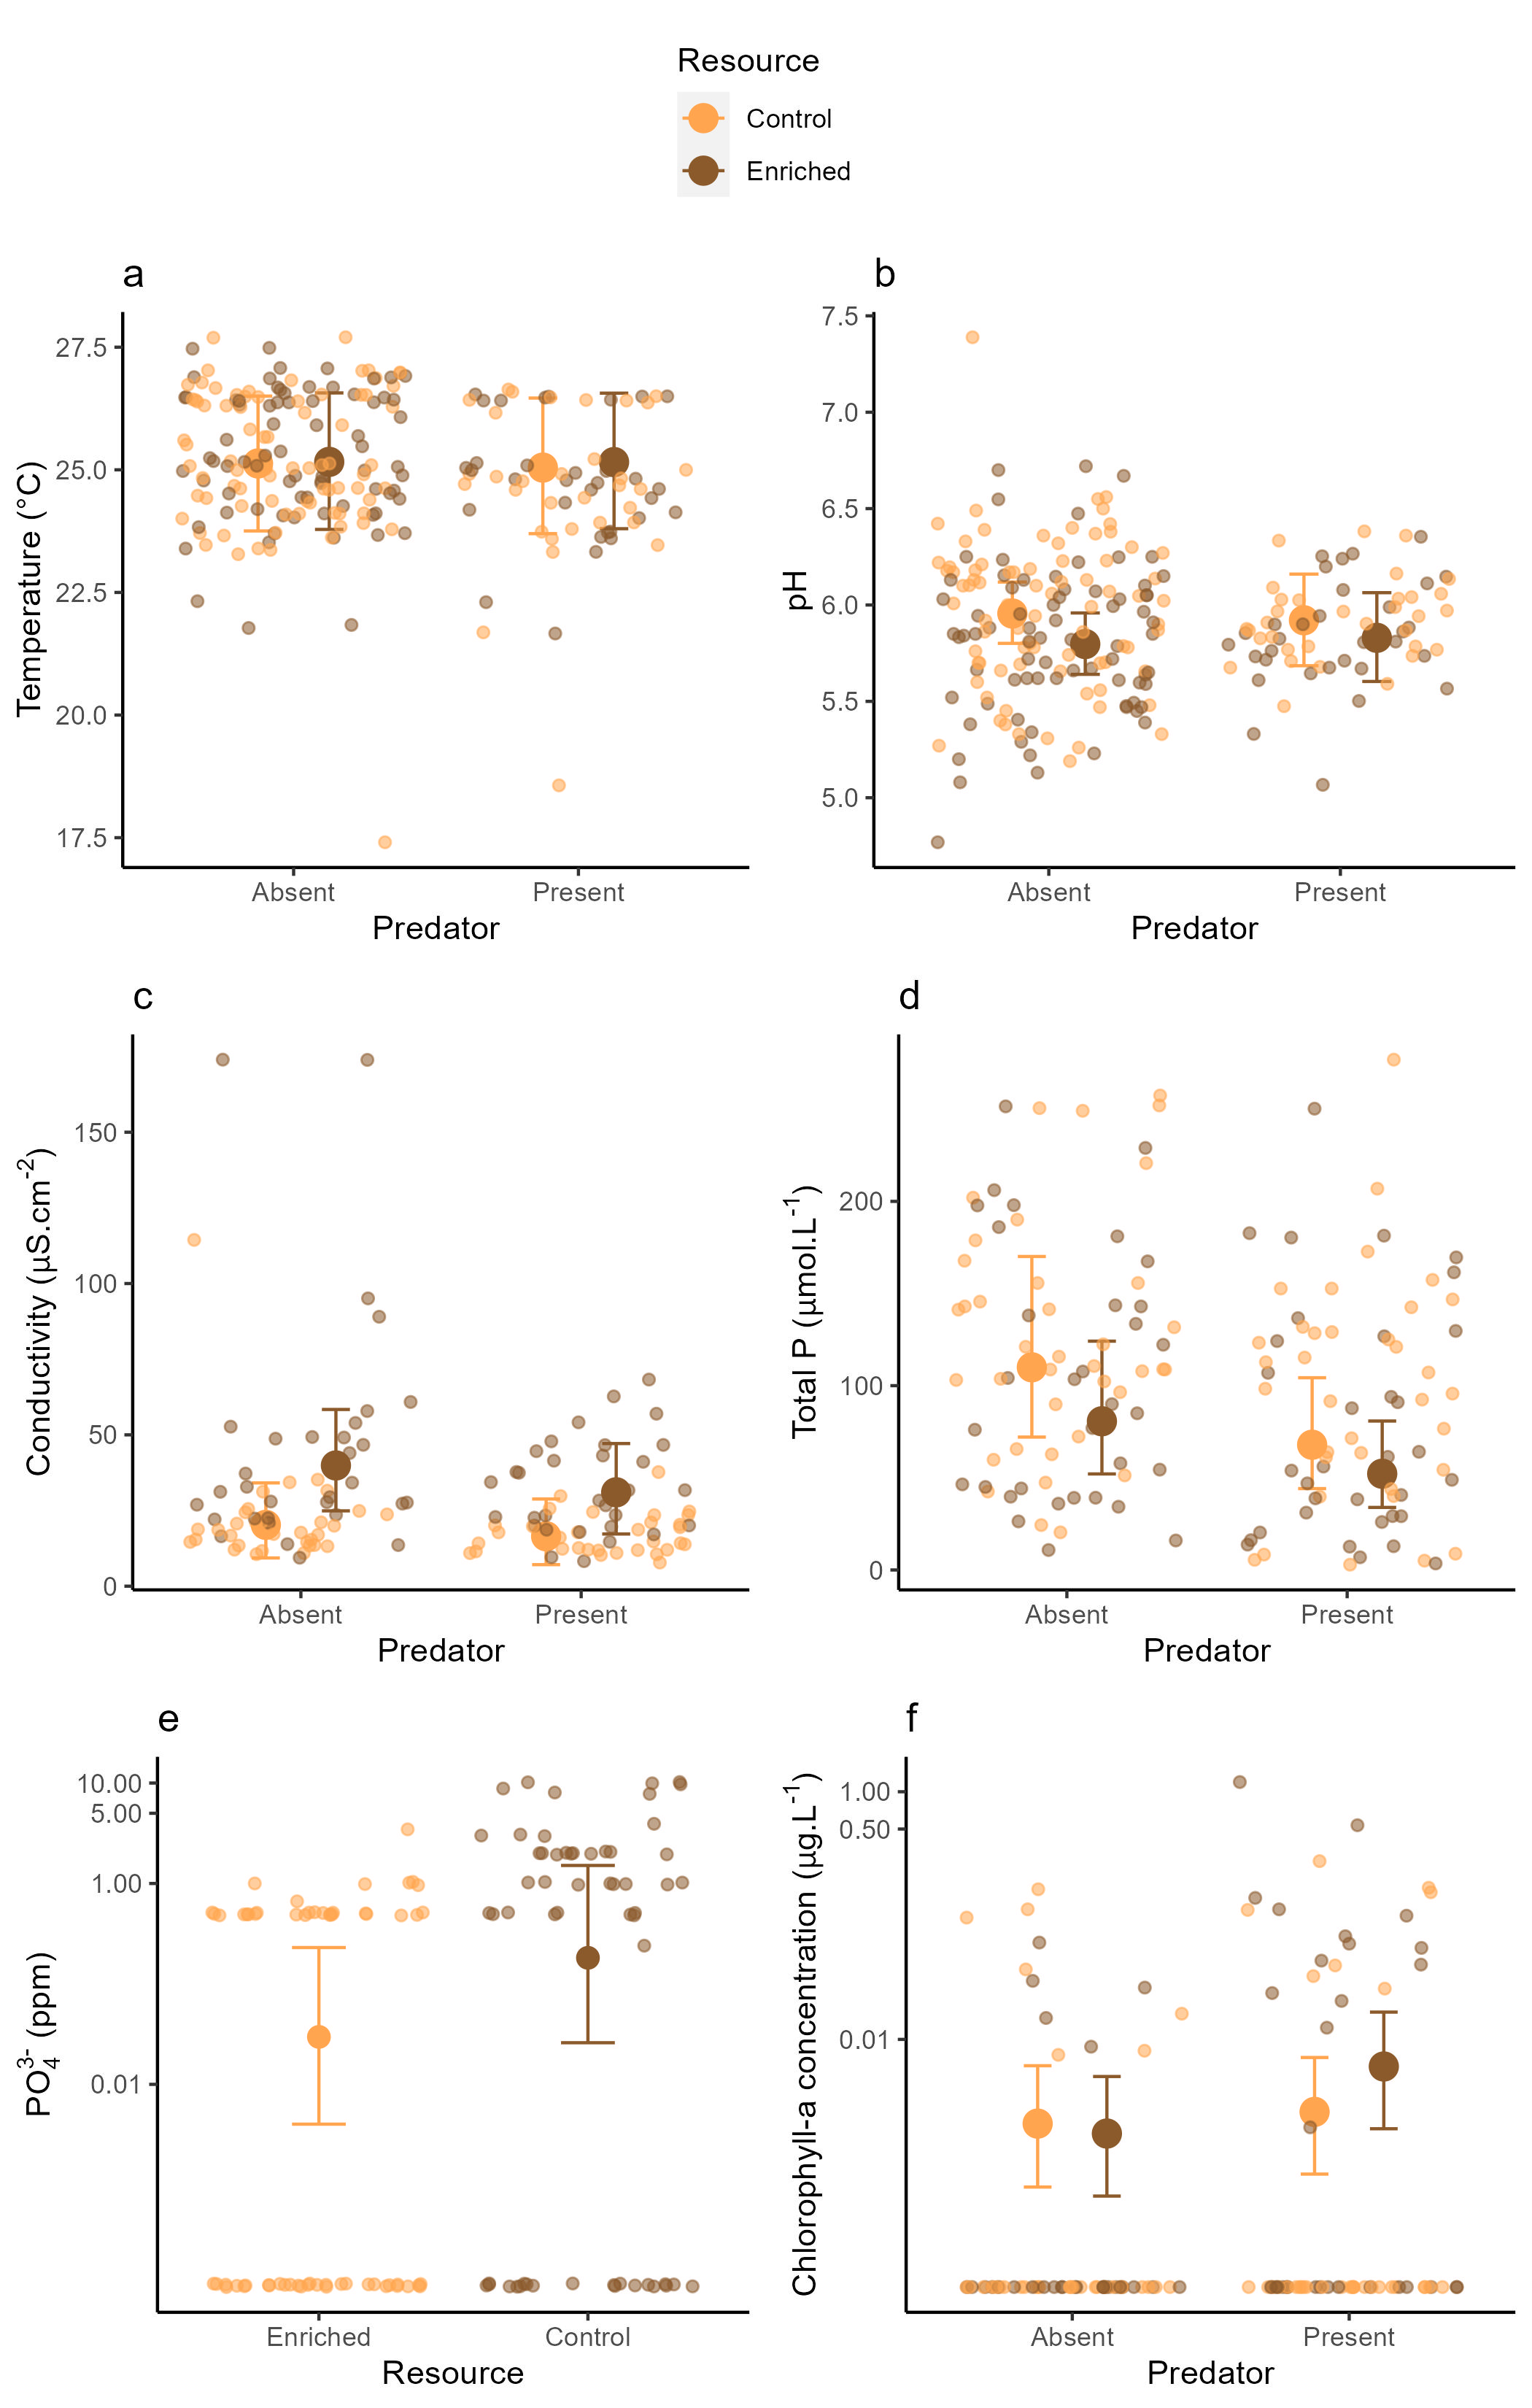 Resource
Control
Enriched
a
27.5
25.0
22.5
20.0
17.5
Temperature (°C)
Absent
Present
Predator
b
7.5
7.0
6.5
6.0
5.5
5.0
pH
Absent
Present
Predator
c
150
100
50
0
Conductivity (µS.cm⁻²)
Absent
Present
Predator
d
200
100
0
Total P (µmol.L⁻¹)
Absent
Present
Predator
e
10.00
5.00
1.00
0.01
PO₄³⁻ (ppm)
Enriched
Control
Resource
f
1.00
0.50
0.01
Chlorophyll-a concentration (µg.L⁻¹)
Absent
Present
Predator